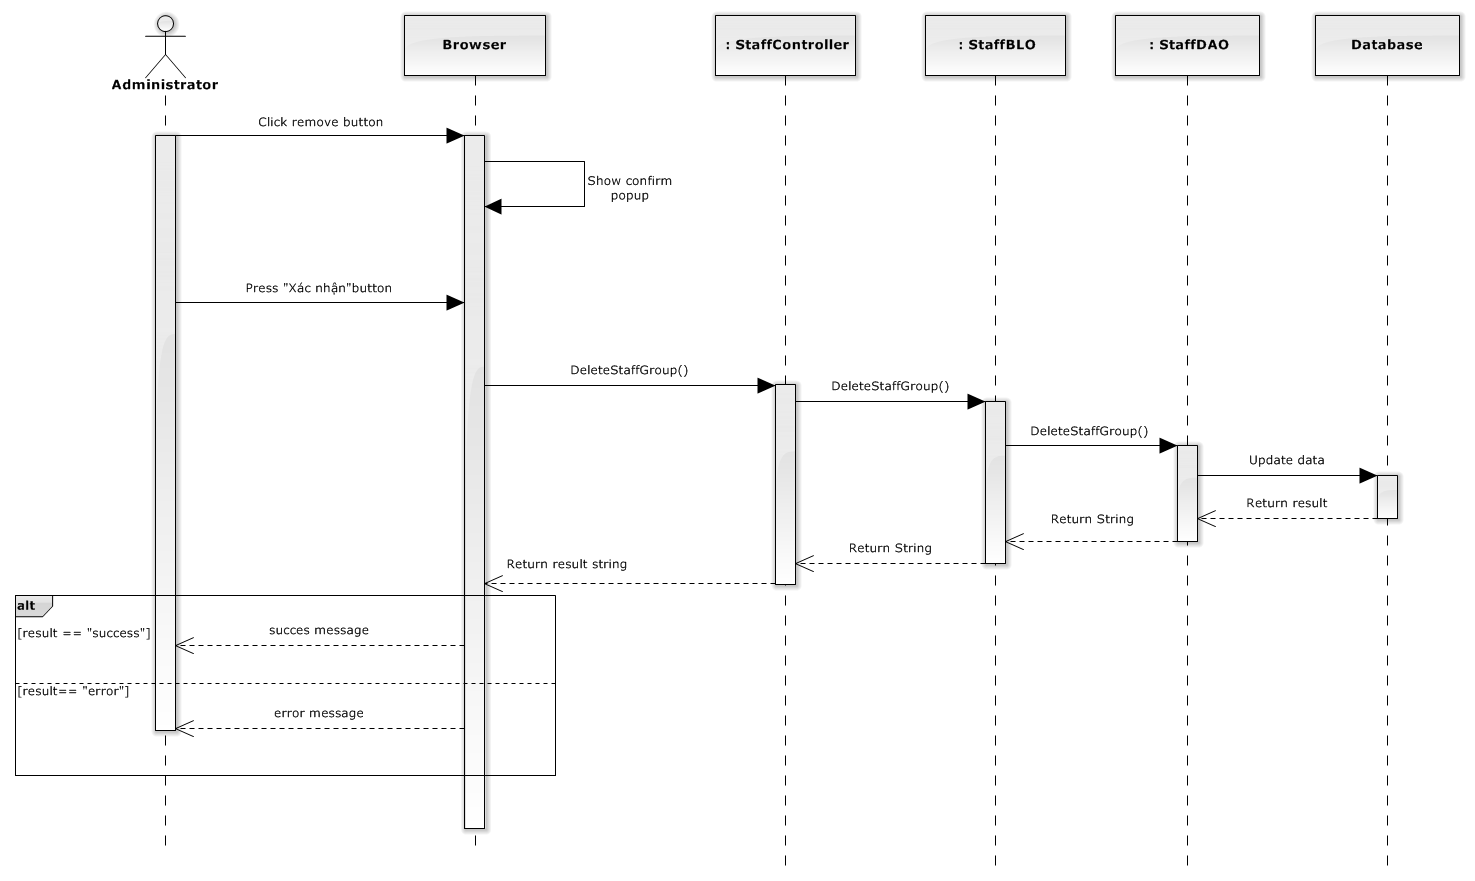 Administrator
Browser
: StaffController
: StaffBLO
: StaffDAO
Database
Click remove button
Show confirm
popup
Press "Xác nhận"button
DeleteStaffGroup()
DeleteStaffGroup()
DeleteStaffGroup()
Update data
Return result
Return String
Return String
Return result string
alt
[result == "success"]
succes message
[result== "error"]
error message